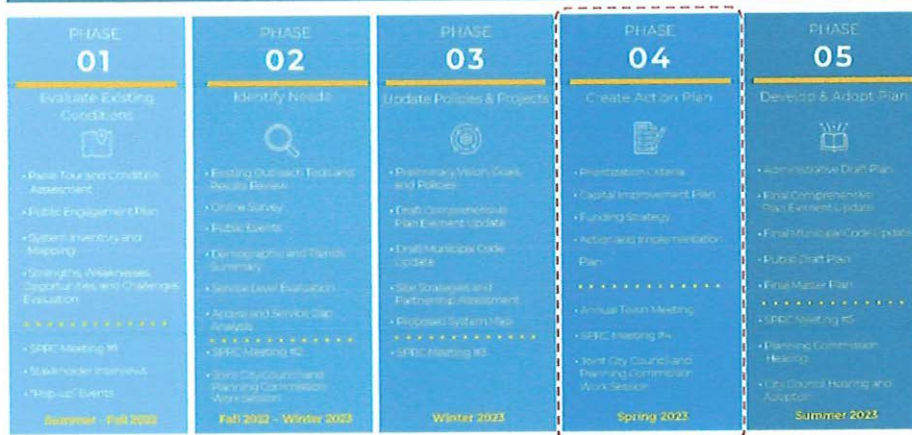 PHASE
01
Evaluate Existing
Conditions
• Parks Tour and Condition
Assessment
• Public Engagement Plan
• System Inventory and
Mapping
• Strengths, Weaknesses,
Opportunities, and Challenges
Evaluation
• SPRC Meeting #1
• Stakeholder Interviews
• "Pop-up" Events
Summer - Fall 2022
PHASE
02
Identify Needs
• Existing Outreach Tools and
Results Review
• Online Survey
• Public Events
• Demographic and Trends
Summary
• Service Level Evaluation
• Access and Service Gap
Analysis
• SPRC Meeting #2
• Joint City Council and
Planning Commission
Work Session
Fall 2022 - Winter 2023
PHASE
03
Update Policies & Projects
• Preliminary Vision, Goals,
and Policies
• Draft Comprehensive
Plan Element Update
• Draft Municipal Code
Update
• Site Strategies and
Partnership Assessment
• Proposed System Map
• SPRC Meeting #3
Winter 2023
PHASE
04
Create Action Plan
• Prioritization Criteria
• Capital Improvement Plan
• Funding Strategy
• Action and Implementation
Plan
• Annual Town Meeting
• SPRC Meeting #4
• Joint City Council and
Planning Commission
Work Session
Spring 2023
PHASE
05
Develop & Adopt Plan
• Administrative Draft Plan
• Final Comprehensive
Plan Element Update
• Final Municipal Code Update
• Public Draft Plan
• Final Master Plan
• SPRC Meeting #5
• Planning Commission
Hearing
• City Council Hearing and
Adoption
Summer 2023